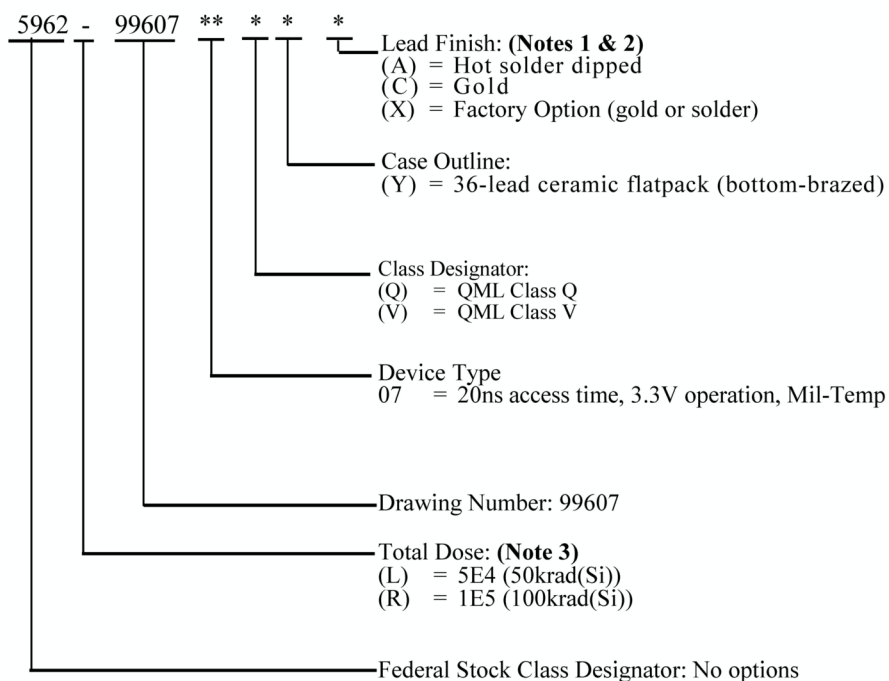 5962 - 99607 ** * * *
Lead Finish: (Notes 1 & 2)
(A) = Hot solder dipped
(C) = Gold
(X) = Factory Option (gold or solder)
Case Outline:
(Y) = 36-lead ceramic flatpack (bottom-brazed)
Class Designator:
(Q) = QML Class Q
(V) = QML Class V
Device Type
07 = 20ns access time, 3.3V operation, Mil-Temp
Drawing Number: 99607
Total Dose: (Note 3)
(L) = 5E4 (50krad(Si))
(R) = 1E5 (100krad(Si))
Federal Stock Class Designator: No options